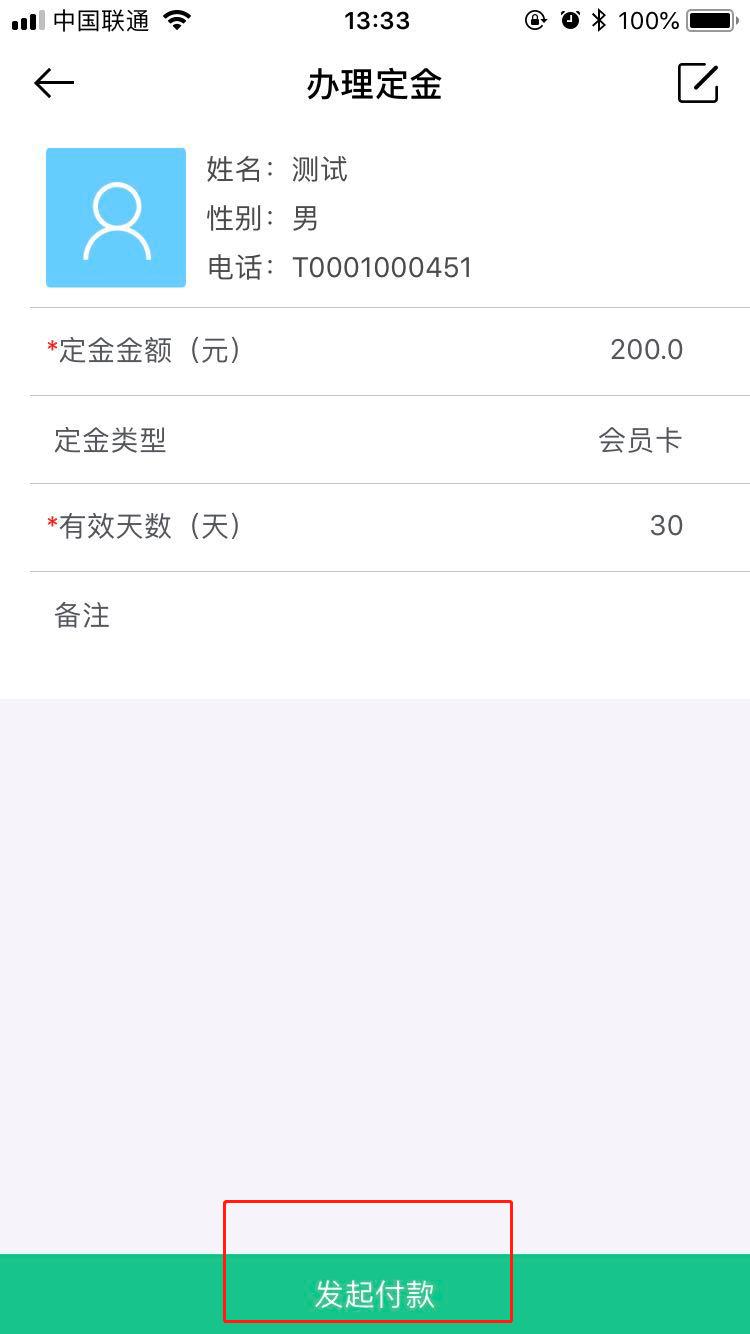 中国联通 13:33 100%
办理定金
姓名：测试
性别：男
电话：T0001000451
*定金金额（元） 200.0
定金类型 会员卡
*有效天数（天） 30
备注
发起付款